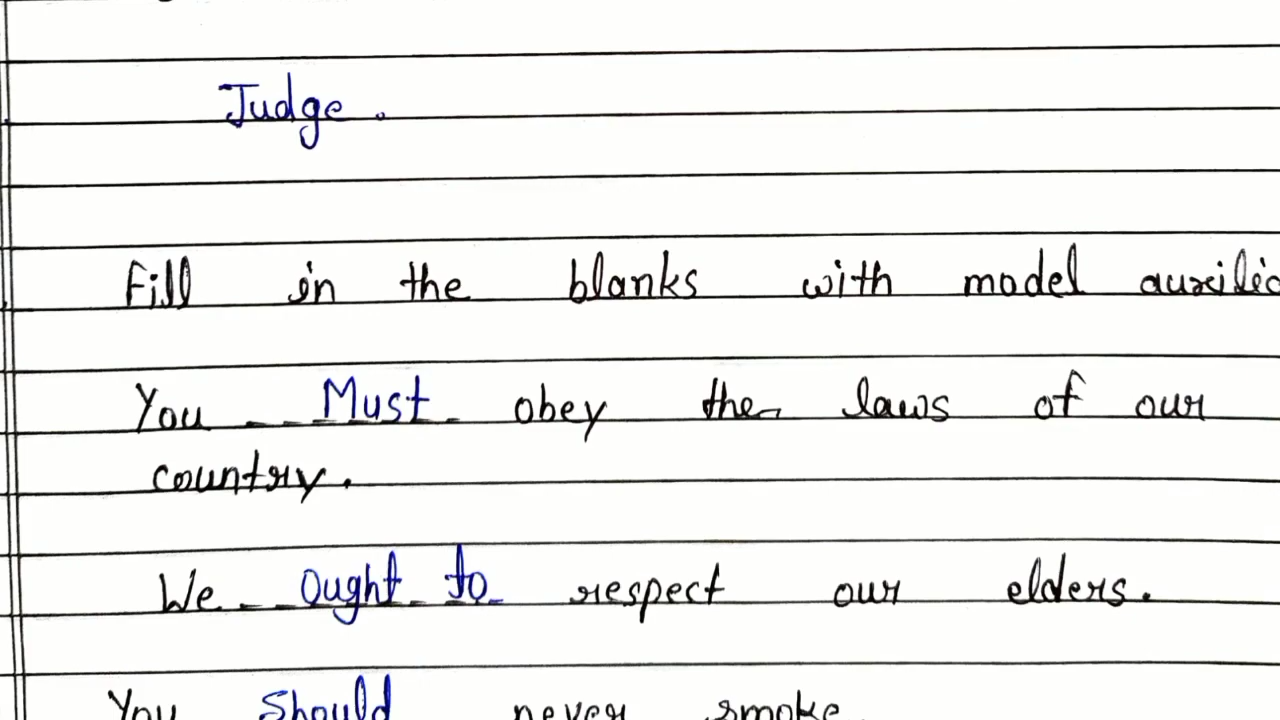 Judge.
Fill in the blanks with model
You Must obey the laws of our
country.
We Ought to respect our elders.
You Should never smoke